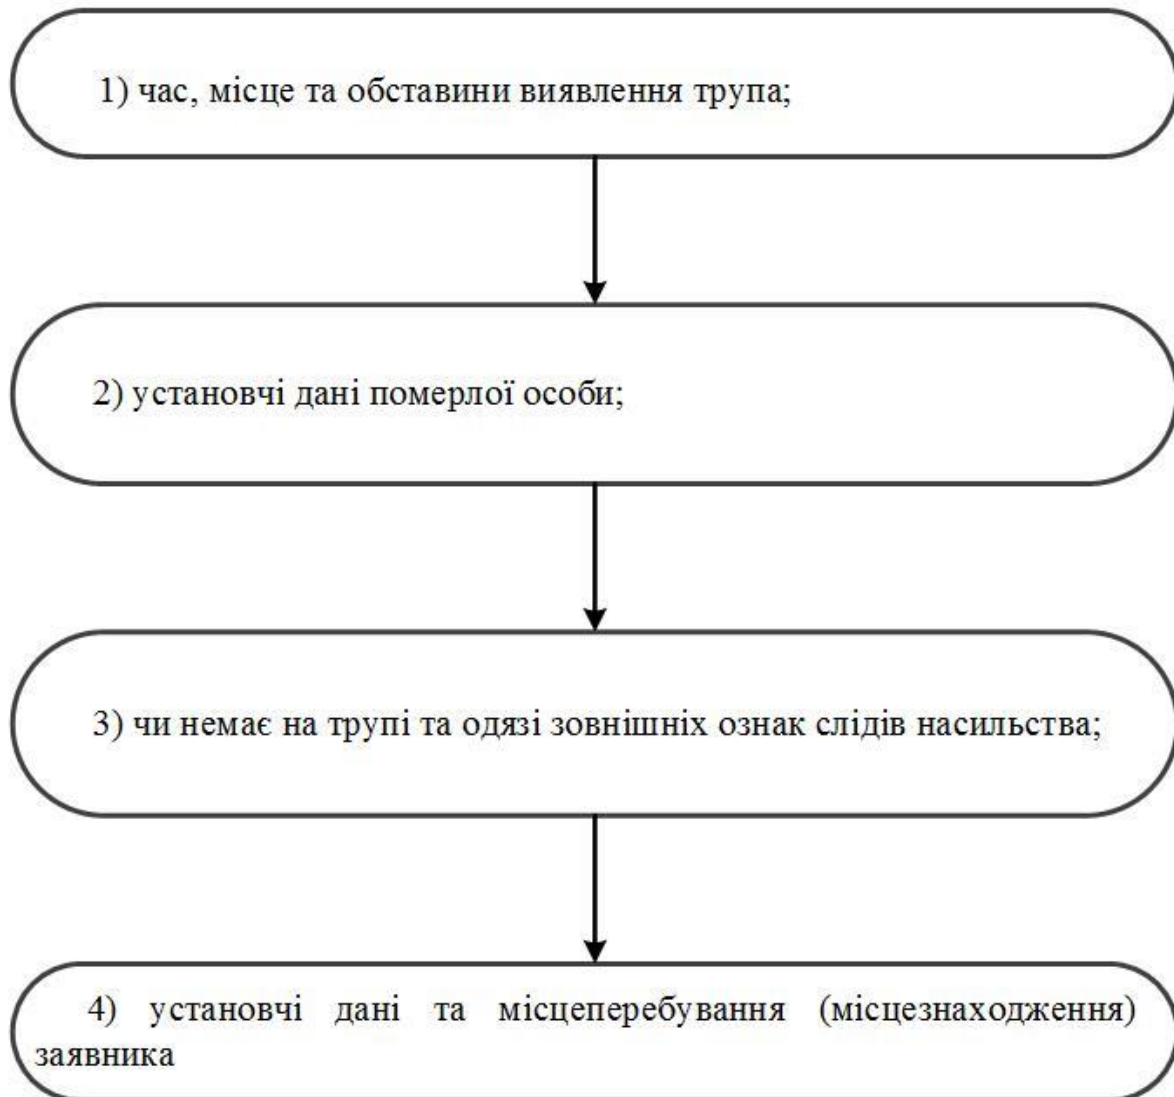 1) час, місце та обставини виявлення трупа;
2) установчі дані померлої особи;
3) чи немає на трупі та одязі зовнішніх ознак слідів насильства;
4) установчі дані та місцеперебування (місцезнаходження)
заявника